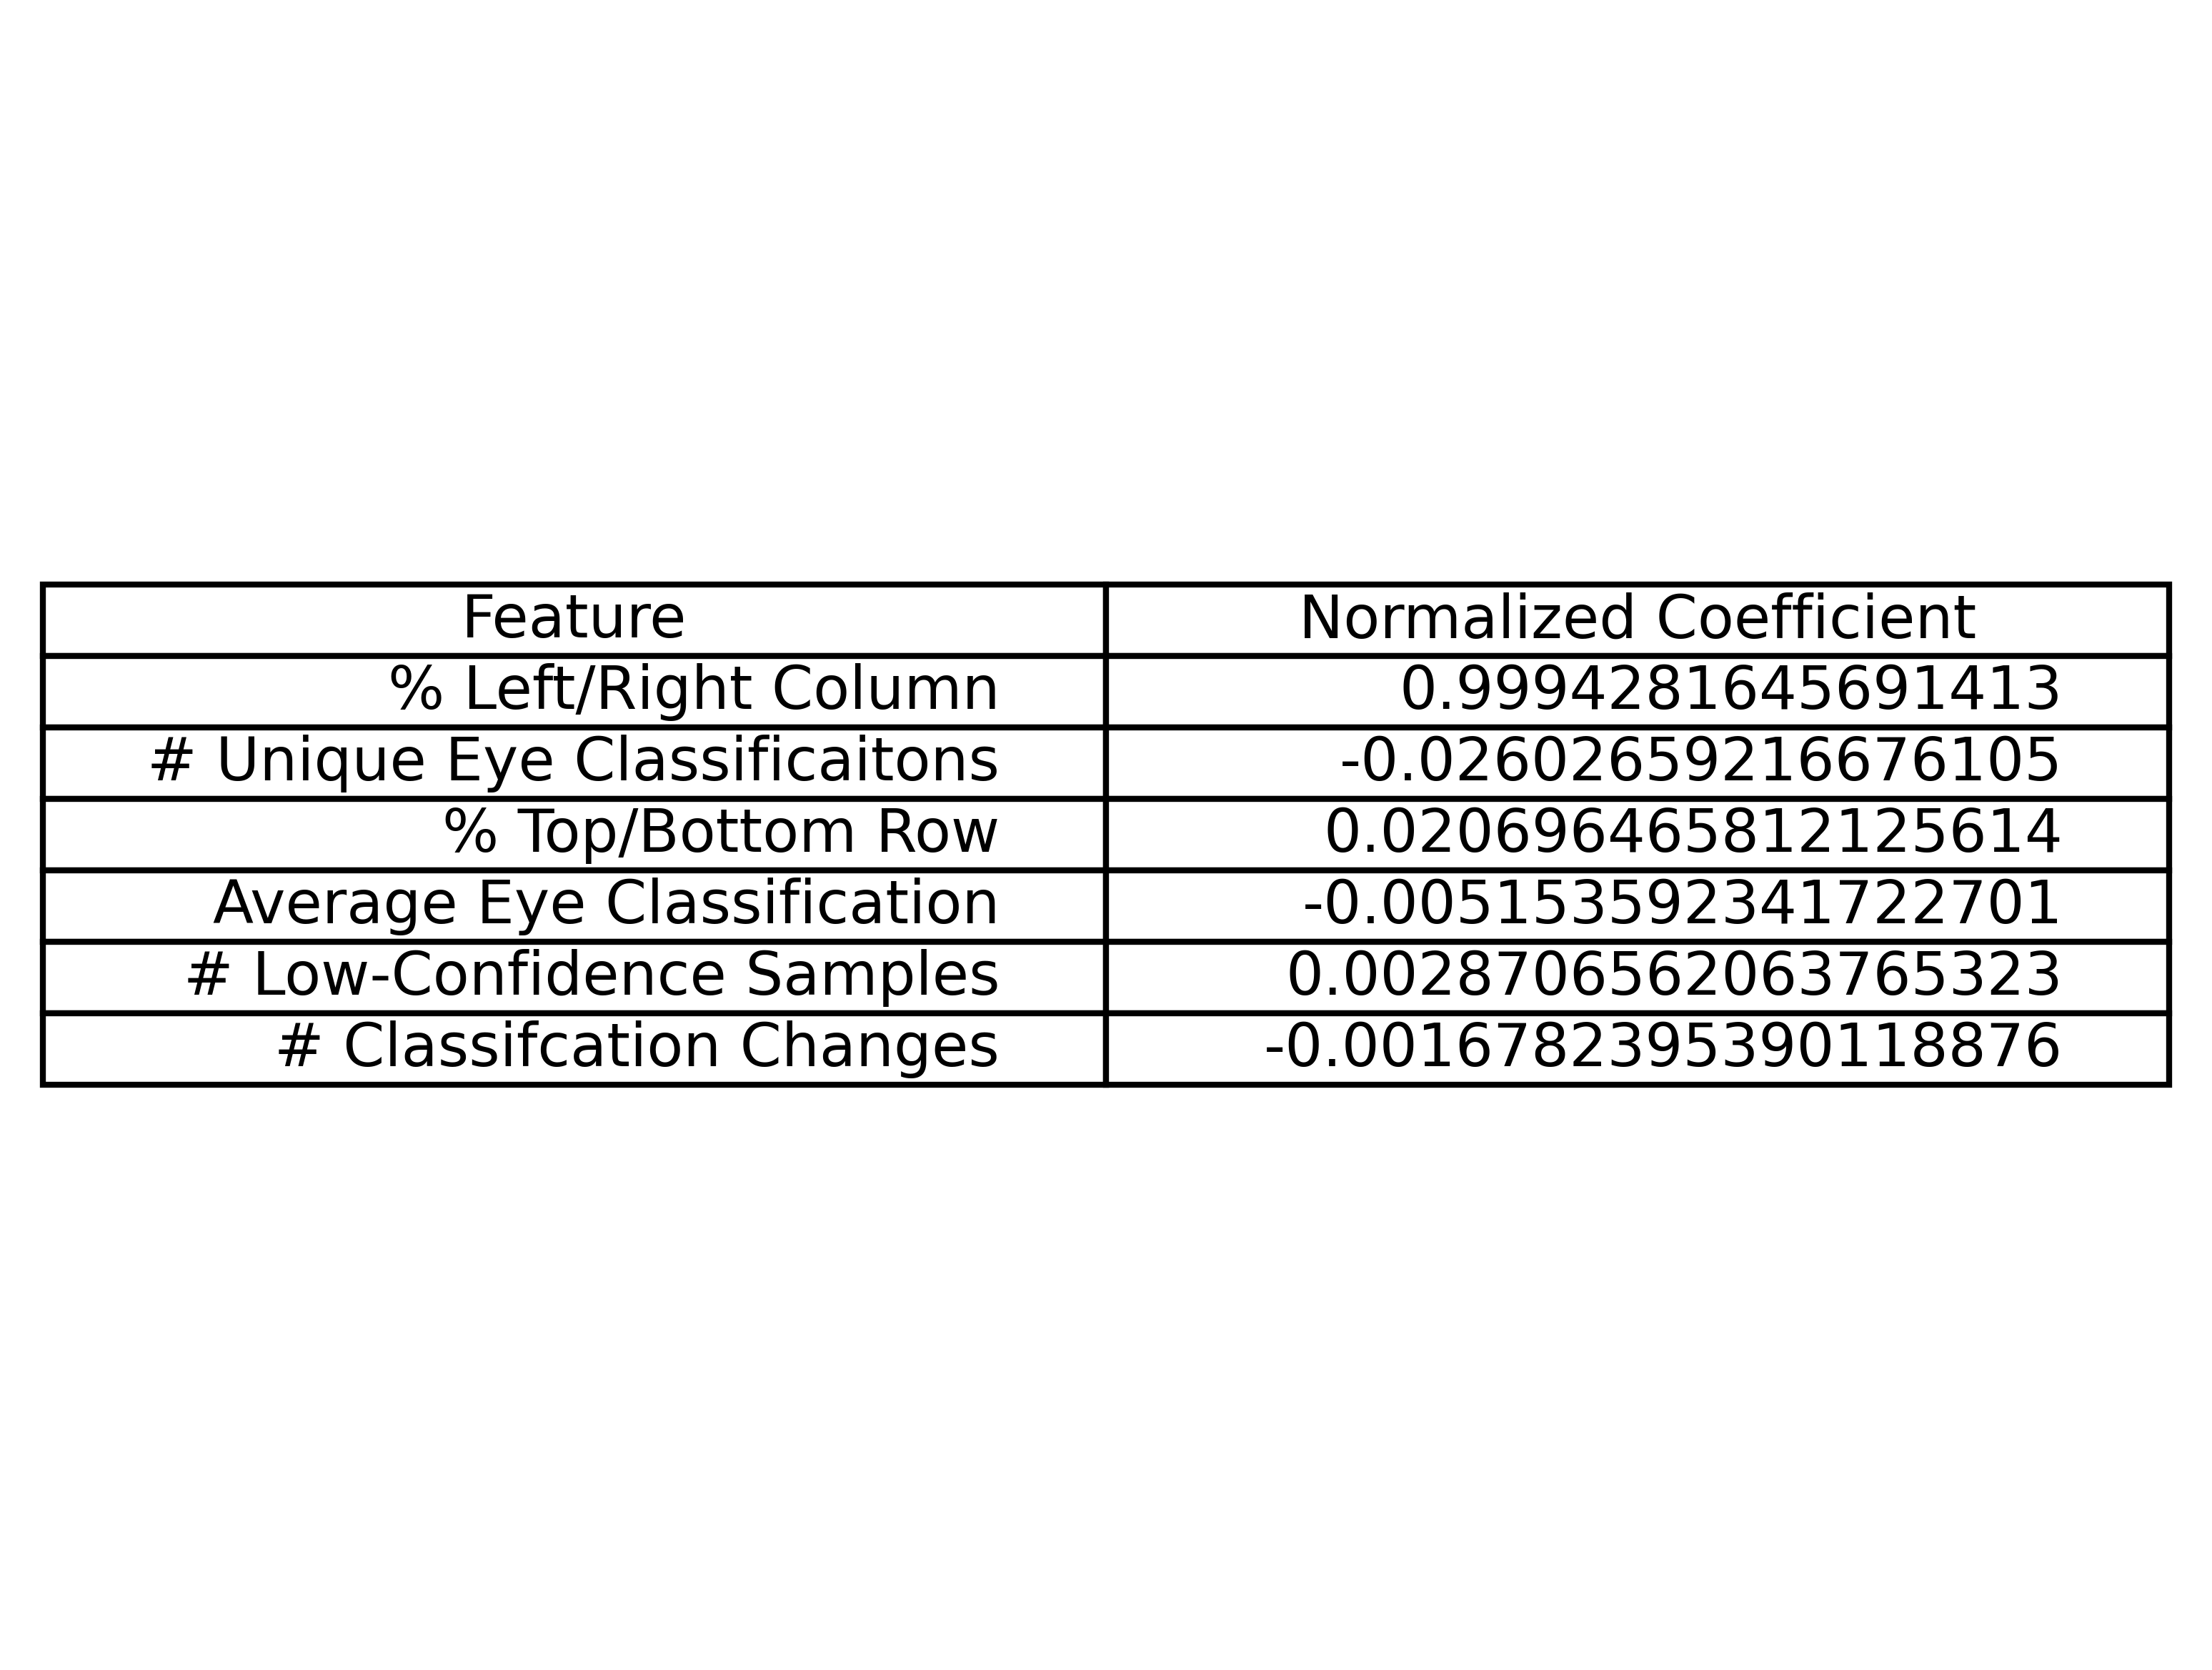 Feature Normalized Coefficient
% Left/Right Column 0.9994281645691413
# Unique Eye Classificaitons -0.02602659216676105
% Top/Bottom Row 0.020696465812125614
Average Eye Classification -0.005153592341722701
# Low-Confidence Samples 0.0028706562063765323
# Classifcation Changes -0.0016782395390118876